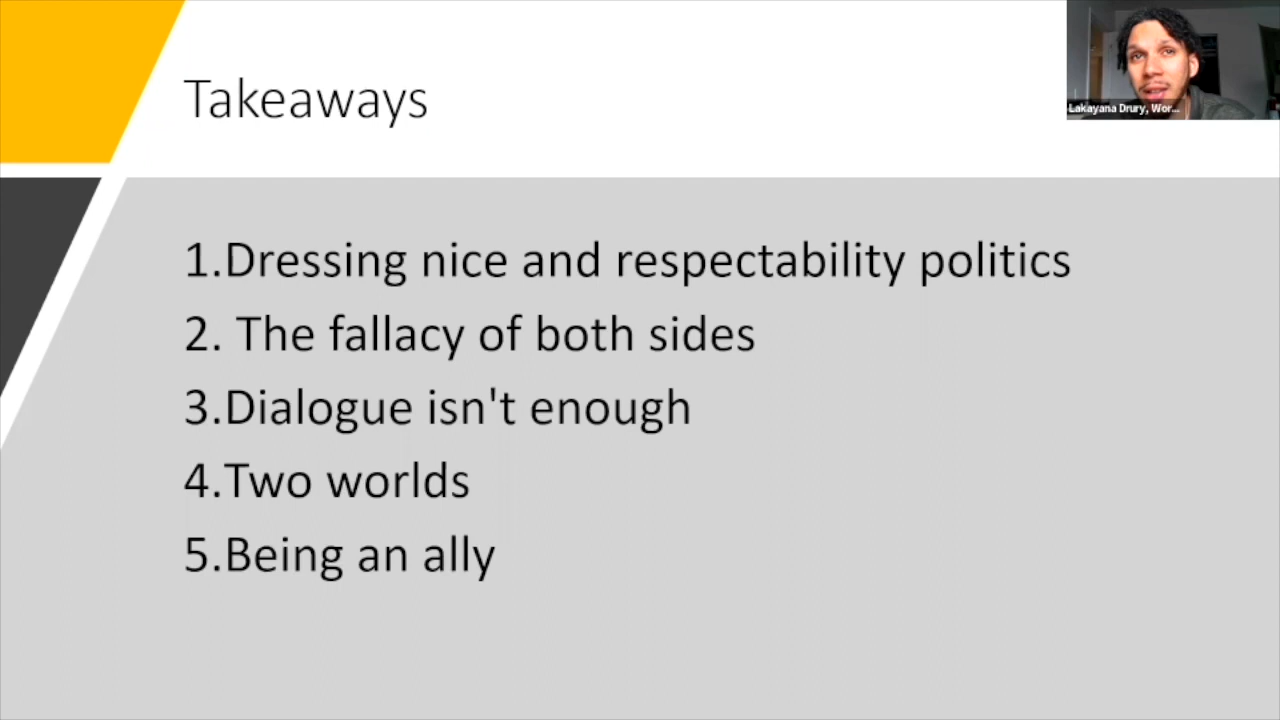 Takeaways
Lakayana Drury, Wor...
1.Dressing nice and respectability politics
2. The fallacy of both sides
3.Dialogue isn't enough
4.Two worlds
5.Being an ally